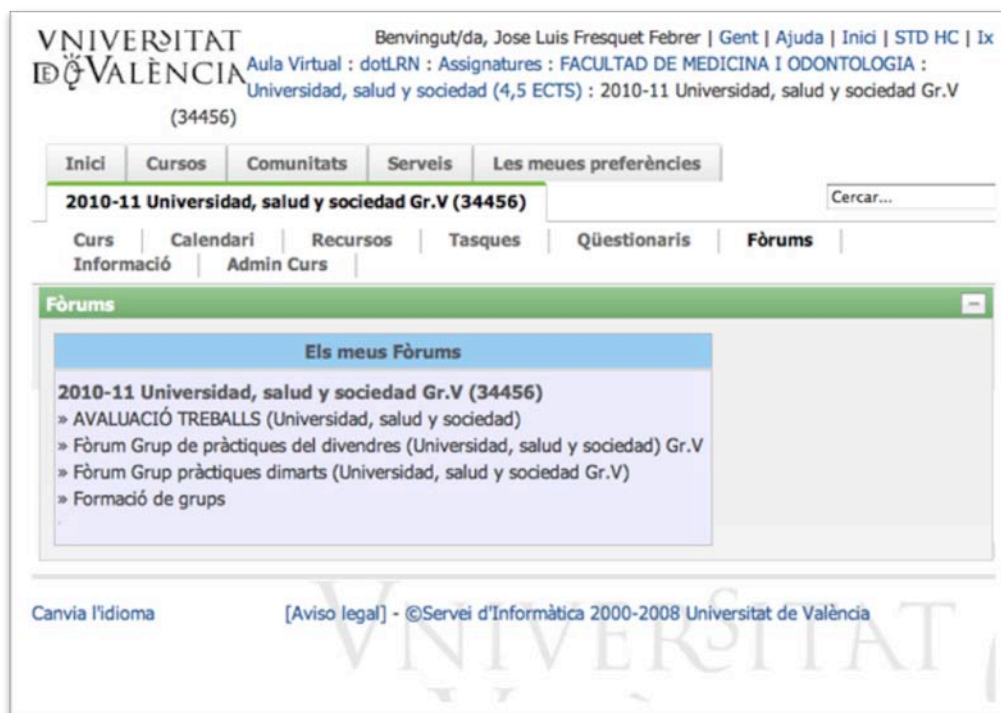 VNIVERSITAT
Benvingut/da, Jose Luis Fresquet Febrer | Gent | Ajuda | Inici | STD HC | Ix
DE VALÈNCIA
Aula Virtual : dotLRN : Assignatures : FACULTAD DE MEDICINA I ODONTOLOGIA :
Universidad, salud y sociedad (4,5 ECTS) : 2010-11 Universidad, salud y sociedad Gr.V
(34456)
Inici Cursos Comunitats Serveis Les meues preferències
2010-11 Universidad, salud y sociedad Gr.V (34456)
Cercar...
Curs | Calendari | Recursos | Tasques | Qüestionaris | Fòrums |
Informació | Admin Curs |
Fòrums
Els meus Fòrums
2010-11 Universidad, salud y sociedad Gr.V (34456)
» AVALUACIÓ TREBALLS (Universidad, salud y sociedad)
» Fòrum Grup de pràctiques del divendres (Universidad, salud y sociedad) Gr.V
» Fòrum Grup pràctiques dimarts (Universidad, salud y sociedad Gr.V)
» Formació de grups
Canvia l'idioma
[Aviso legal] - ©Servei d'Informàtica 2000-2008 Universitat de València
VNIVERSITAT